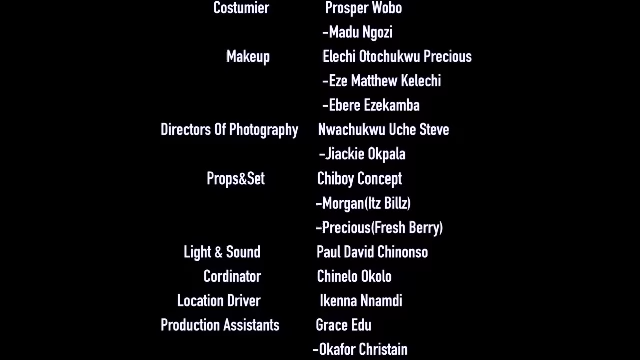 Costumier Prosper Wobo
-Madu Ngozi
Makeup Elechi Otochukwu Precious
-Eze Matthew Kelechi
-Ebere Ezekamba
Directors Of Photography Nwachukwu Uche Steve
-Jiackie Okpala
Props&Set Chiboy Concept
-Morgan(Itz Billz)
-Precious(Fresh Berry)
Light & Sound Paul David Chinonso
Cordinator Chinelo Okolo
Location Driver Ikenna Nnamdi
Production Assistants Grace Edu
-Okafor Christain